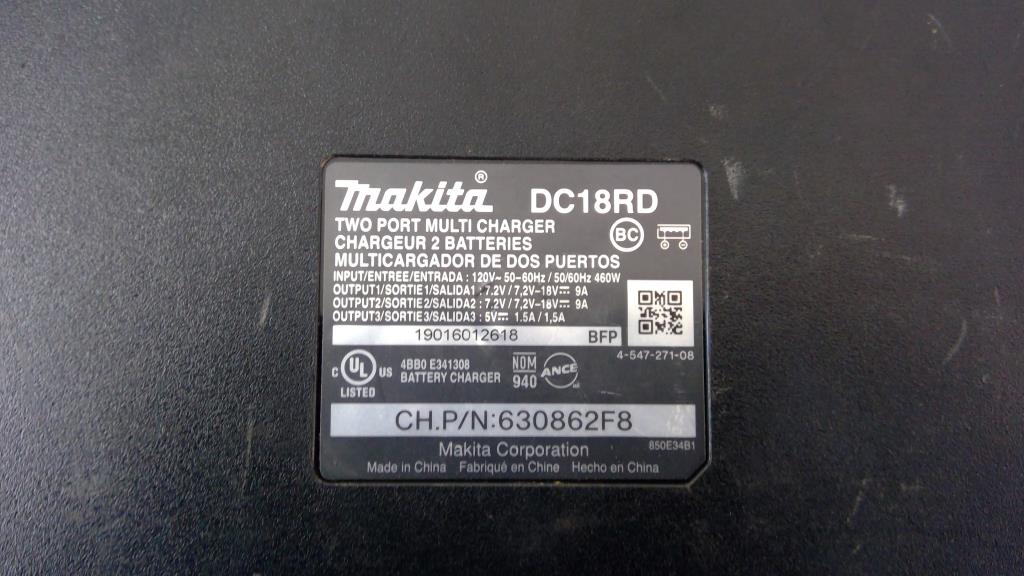 makita® DC18RD
TWO PORT MULTI CHARGER
CHARGEUR 2 BATTERIES
MULTICARGADOR DE DOS PUERTOS
BC
INPUT/ENTREE/ENTRADA : 120V~ 50-60Hz / 50/60Hz 460W
OUTPUT1/SORTIE1/SALIDA1 : 7.2V/7,2V-18V⎓ 9A
OUTPUT2/SORTIE2/SALIDA2 : 7.2V/7,2V-18V⎓ 9A
OUTPUT3/SORTIE3/SALIDA3 : 5V⎓ 1.5A/1,5A
19016012618 BFP
4-547-271-08
C UL US
LISTED
4BB0 E341308
BATTERY CHARGER
NOM
940
ANCE
CH.P/N:630862F8
Makita Corporation 850E34B1
Made in China Fabriqué en Chine Hecho en China